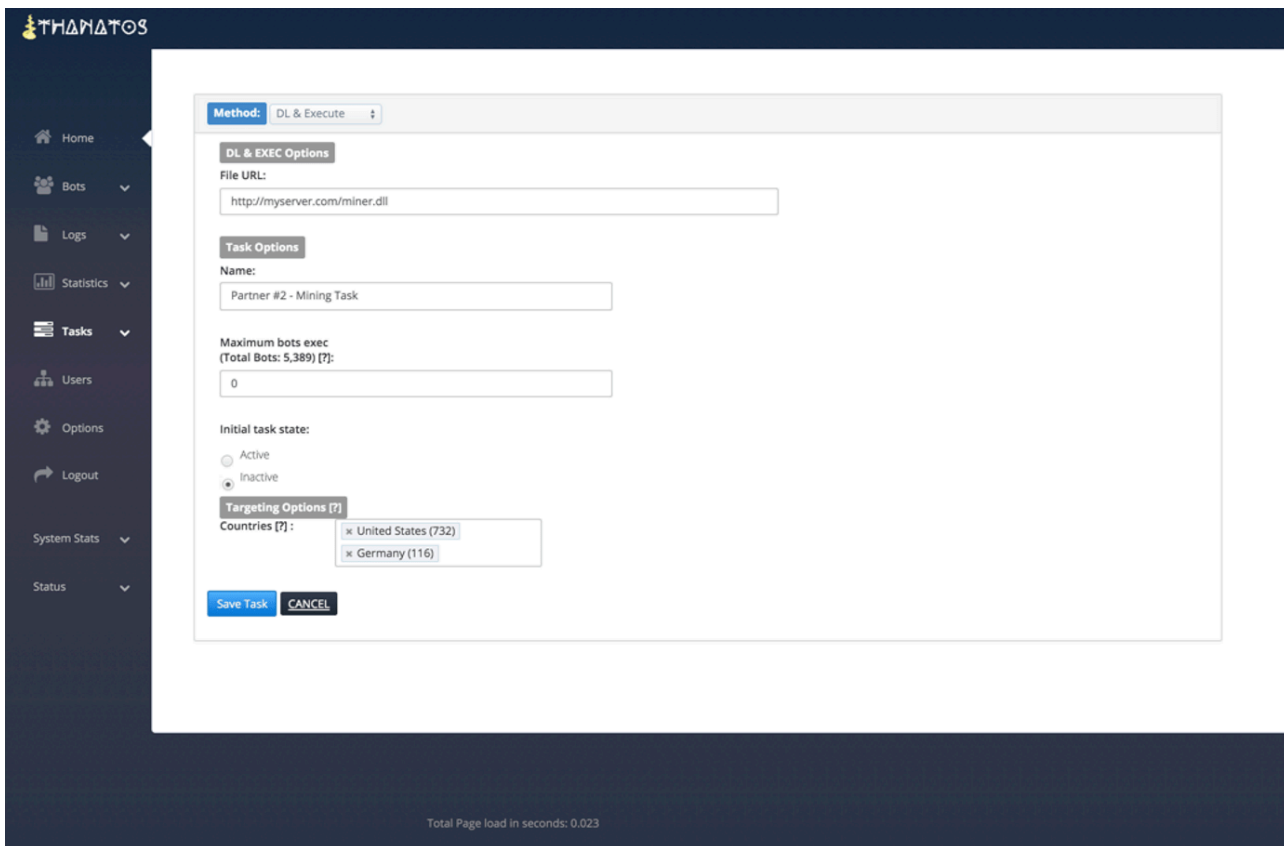 THANATOS
Method: DL & Execute
Home
DL & EXEC Options
File URL:
Bots
http://myserver.com/miner.dll
Logs
Task Options
Name:
Statistics
Partner #2 - Mining Task
Tasks
Maximum bots exec
(Total Bots: 5,389) [?]:
Users
0
Options
Initial task state:
Active
Logout
Inactive
Targeting Options [?]
Countries [?] :
× United States (732)
× Germany (116)
System Stats
Status
Save Task CANCEL
Total Page load in seconds: 0.023